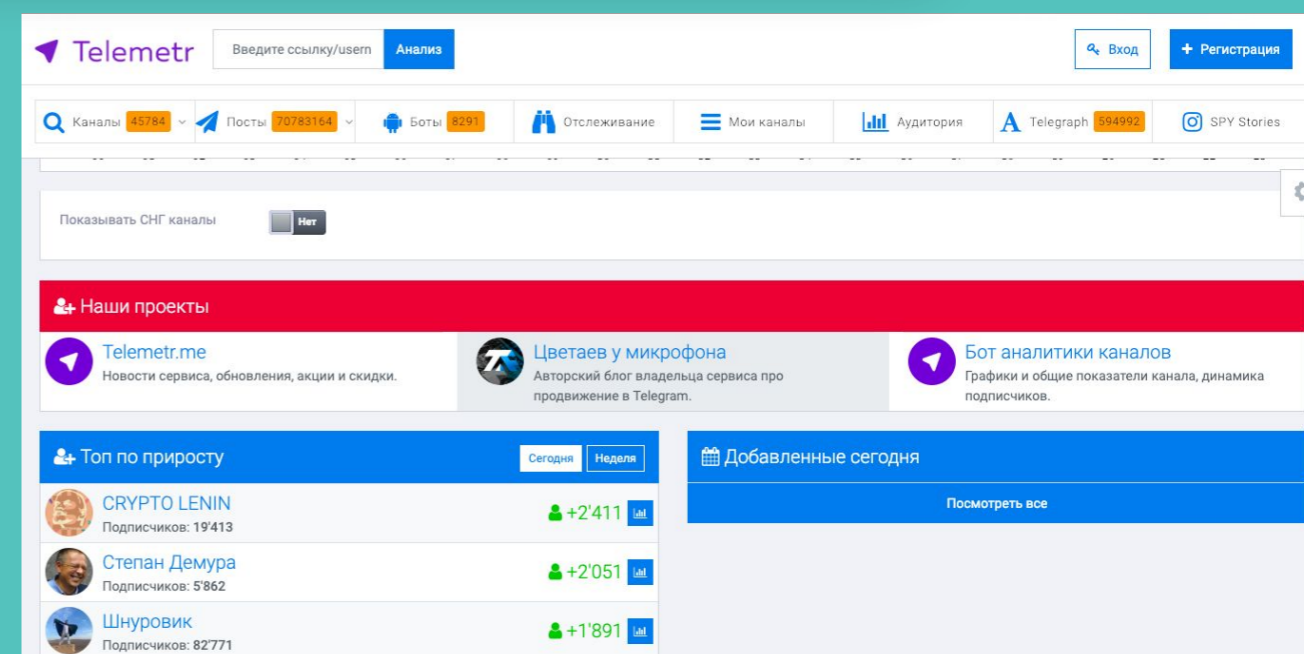 Telemetr
Введите ссылку/usern
Анализ
Вход
Регистрация
Каналы 45784
Посты 70783164
Боты 8291
Отслеживание
Мои каналы
Аудитория
Telegraph 594992
SPY Stories
Показывать СНГ каналы
Нет
Наши проекты
Telemetr.me
Новости сервиса, обновления, акции и скидки.
Цветаев у микрофона
Авторский блог владельца сервиса про
продвижение в Telegram.
Бот аналитики каналов
Графики и общие показатели канала, динамика
подписчиков.
Топ по приросту
Сегодня
Неделя
CRYPTO LENIN
Подписчиков: 19'413
+2'411
Степан Демура
Подписчиков: 5'862
+2'051
Шнуровик
Подписчиков: 82'771
+1'891
Добавленные сегодня
Посмотреть все